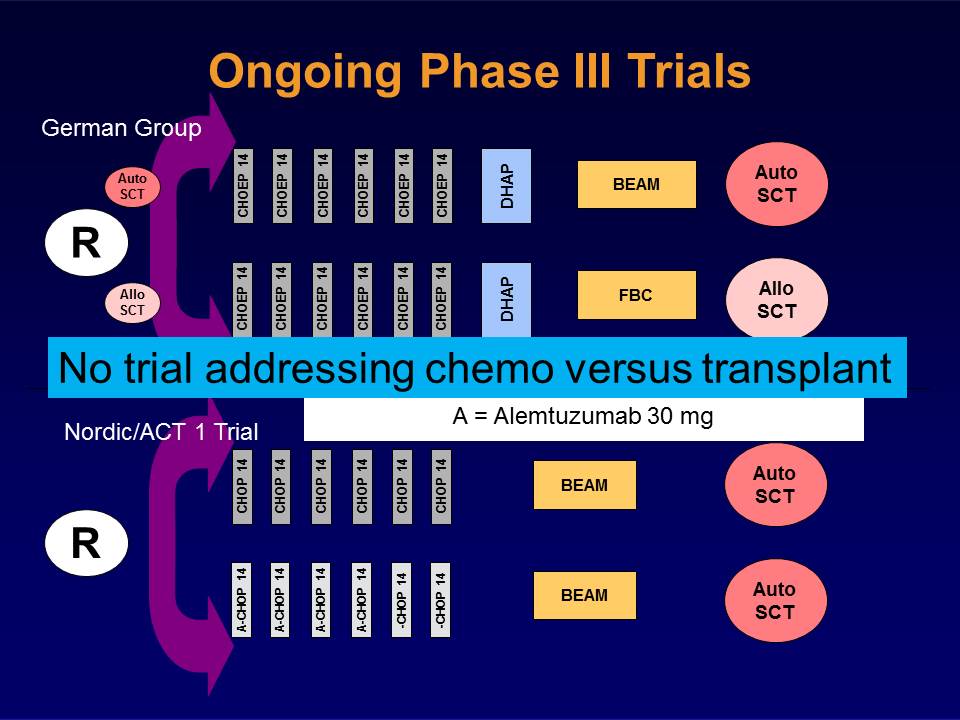 Ongoing Phase III Trials
German Group
Auto
SCT
R
Allo
SCT
CHOEP 14
CHOEP 14
CHOEP 14
CHOEP 14
CHOEP 14
CHOEP 14
DHAP
BEAM
Auto
SCT
CHOEP 14
CHOEP 14
CHOEP 14
CHOEP 14
CHOEP 14
CHOEP 14
DHAP
FBC
Allo
SCT
No trial addressing chemo versus transplant
A = Alemtuzumab 30 mg
Nordic/ACT 1 Trial
R
CHOP 14
CHOP 14
CHOP 14
CHOP 14
CHOP 14
CHOP 14
BEAM
Auto
SCT
A-CHOP 14
A-CHOP 14
A-CHOP 14
A-CHOP 14
-CHOP 14
-CHOP 14
BEAM
Auto
SCT